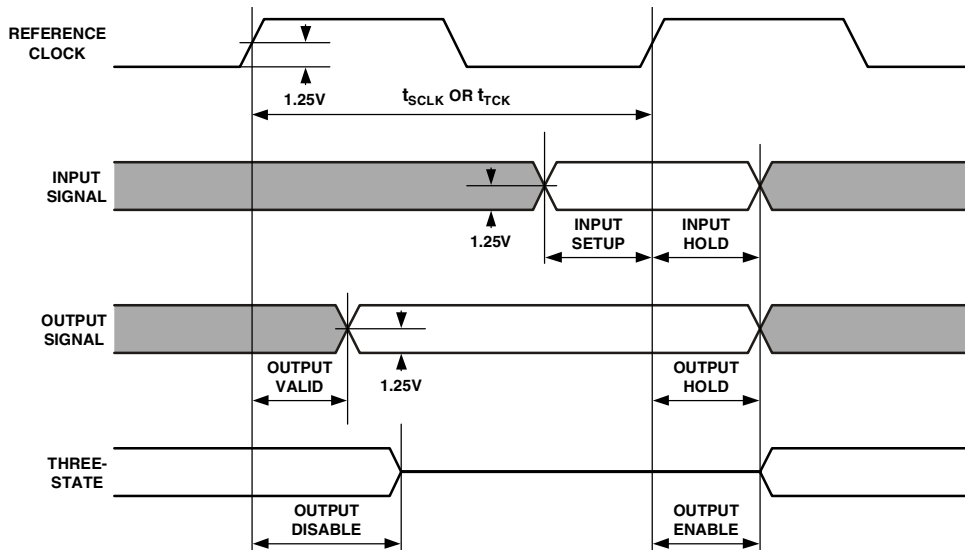 REFERENCE
CLOCK
1.25V
tSCLK OR tTCK
INPUT
SIGNAL
1.25V
INPUT
SETUP
INPUT
HOLD
OUTPUT
SIGNAL
OUTPUT
VALID
1.25V
OUTPUT
HOLD
THREE-
STATE
OUTPUT
DISABLE
OUTPUT
ENABLE